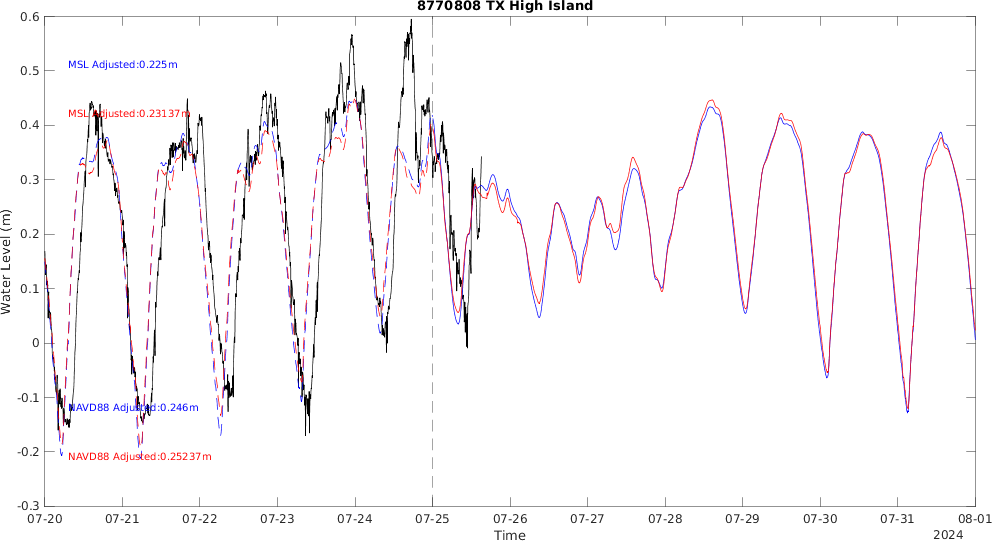 8770808 TX High Island
0.6
0.5
0.4
0.3
0.2
0.1
0
-0.1
-0.2
-0.3
Water Level (m)
MSL Adjusted:0.225m
MSL Adjusted:0.23137m
NAVD88 Adjusted:0.246m
NAVD88 Adjusted:0.25237m
07-20 07-21 07-22 07-23 07-24 07-25 07-26 07-27 07-28 07-29 07-30 07-31 08-01
Time
2024